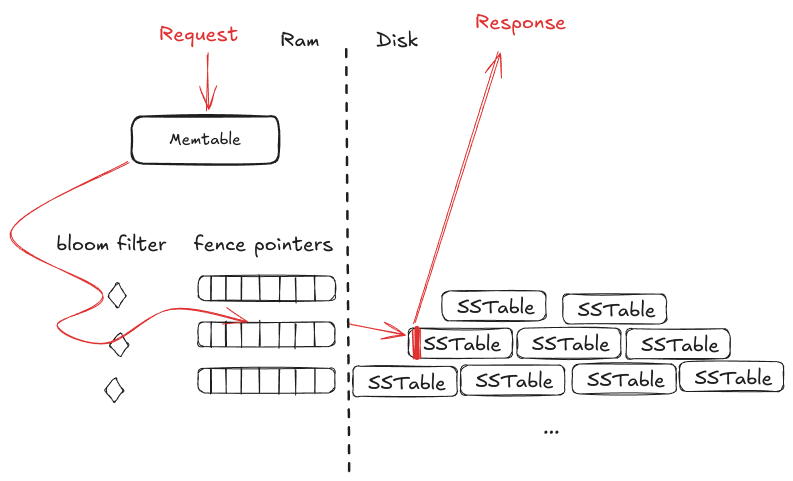 Request
Ram
Disk
Response
Memtable
bloom filter
fence pointers
SSTable
SSTable
SSTable
SSTable
SSTable
SSTable
SSTable
SSTable
SSTable
...